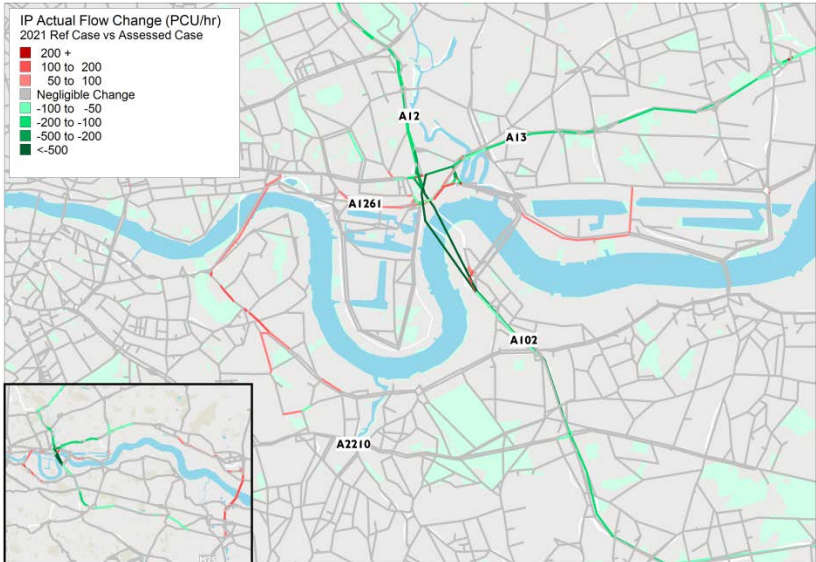 IP Actual Flow Change (PCU/hr)
2021 Ref Case vs Assessed Case
200 +
100 to 200
50 to 100
Negligible Change
-100 to -50
-200 to -100
-500 to -200
<-500
A12
A13
A1261
A102
A2210
M25